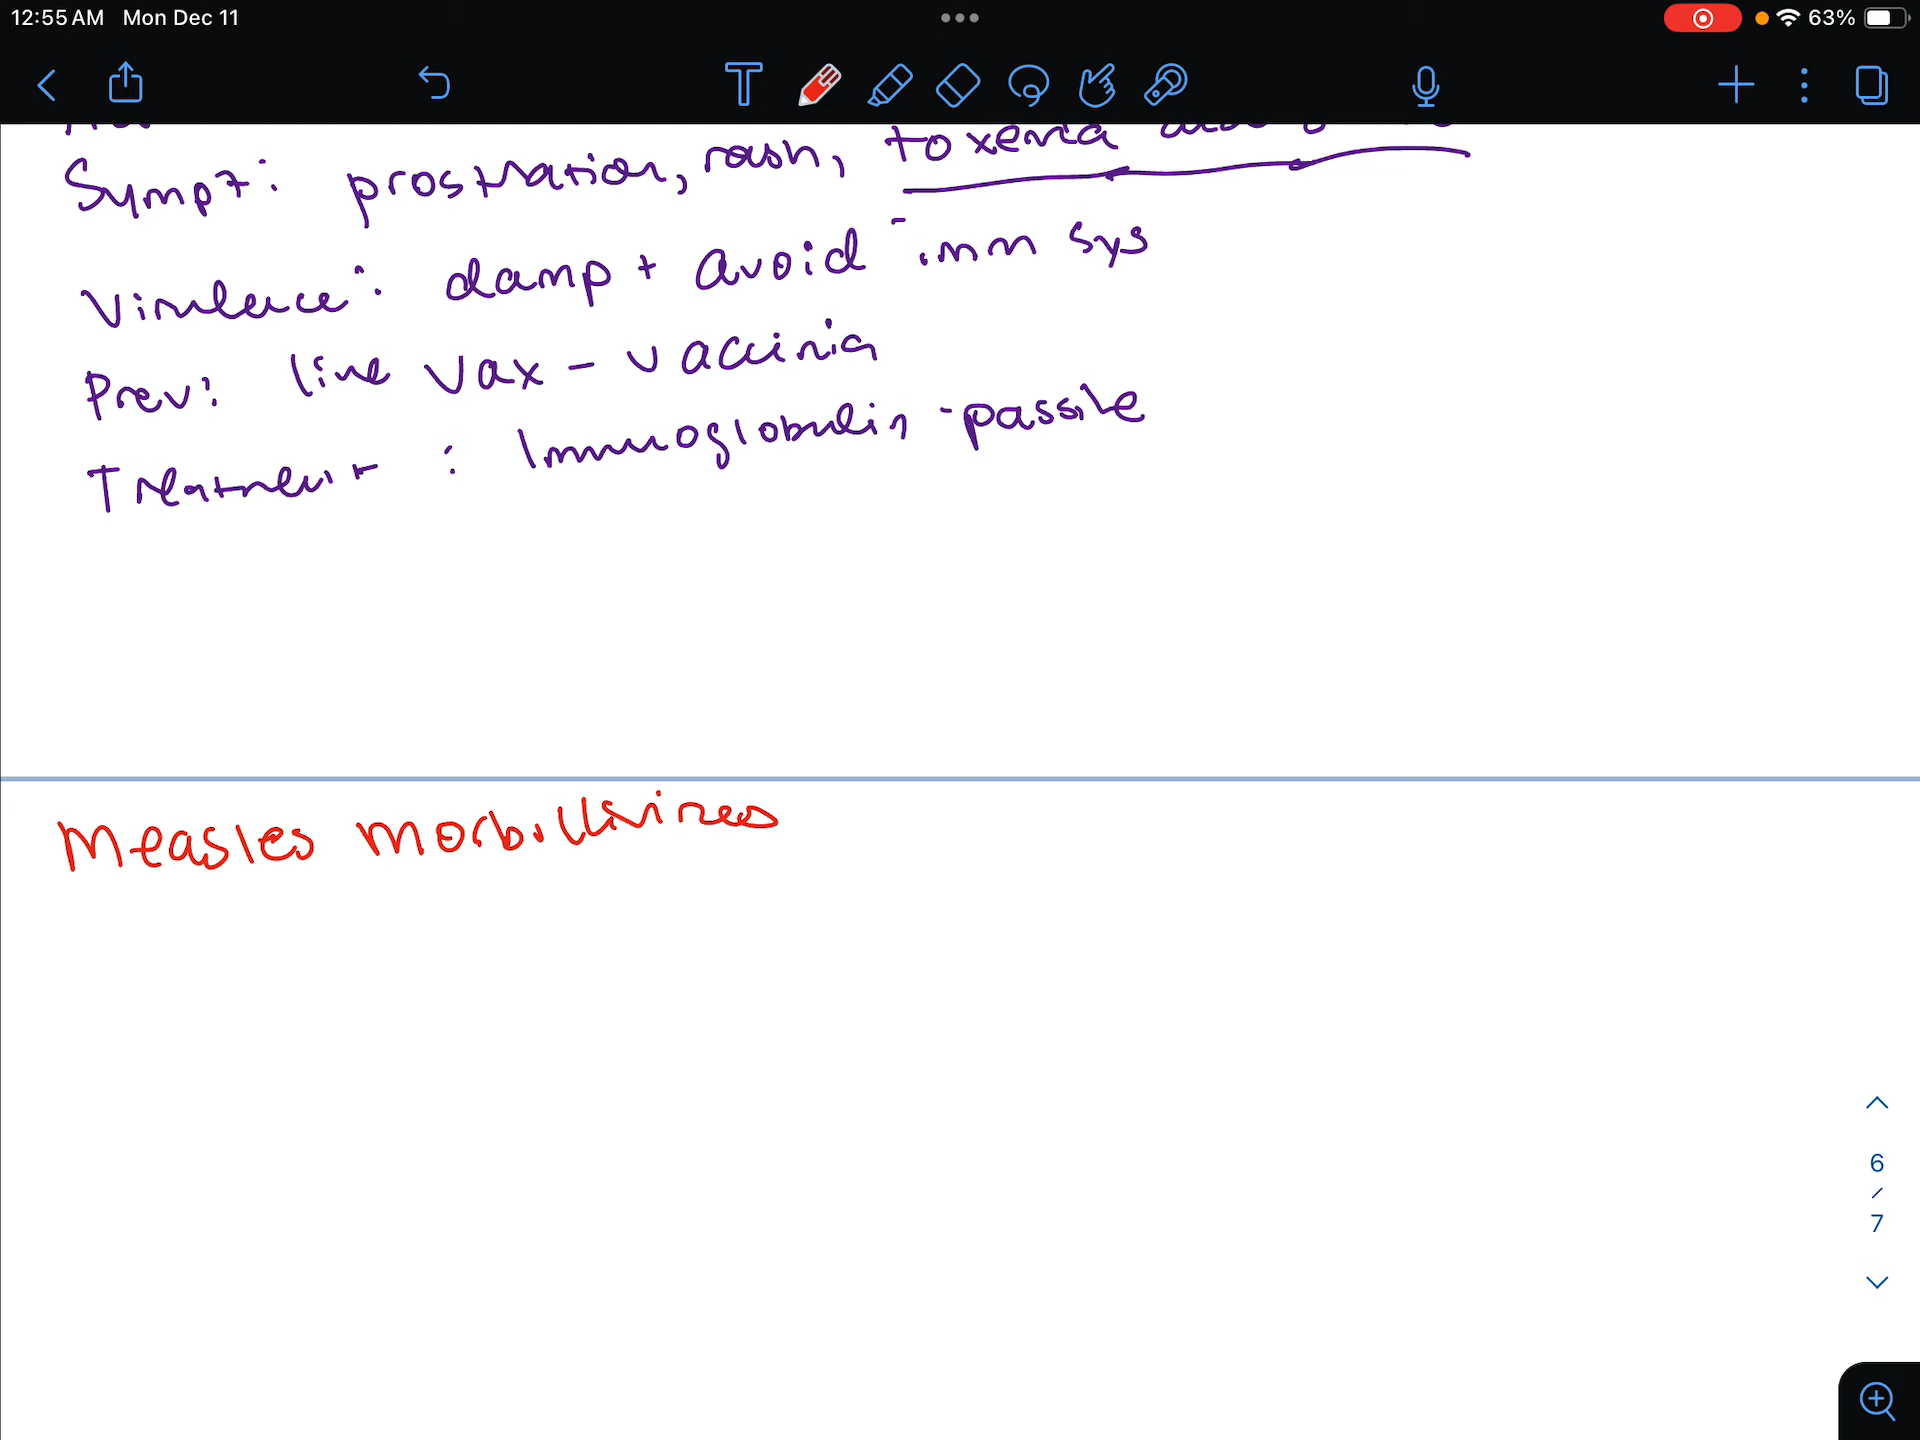 12:55 AM Mon Dec 11
63%
T
Sympt: prostration, rash, toxemia
Virulence: damp + avoid imm sys
Prev: live vax - vaccinia
Treatment : Immunoglobulin - passive
Measles morbillivirus
6
/
7